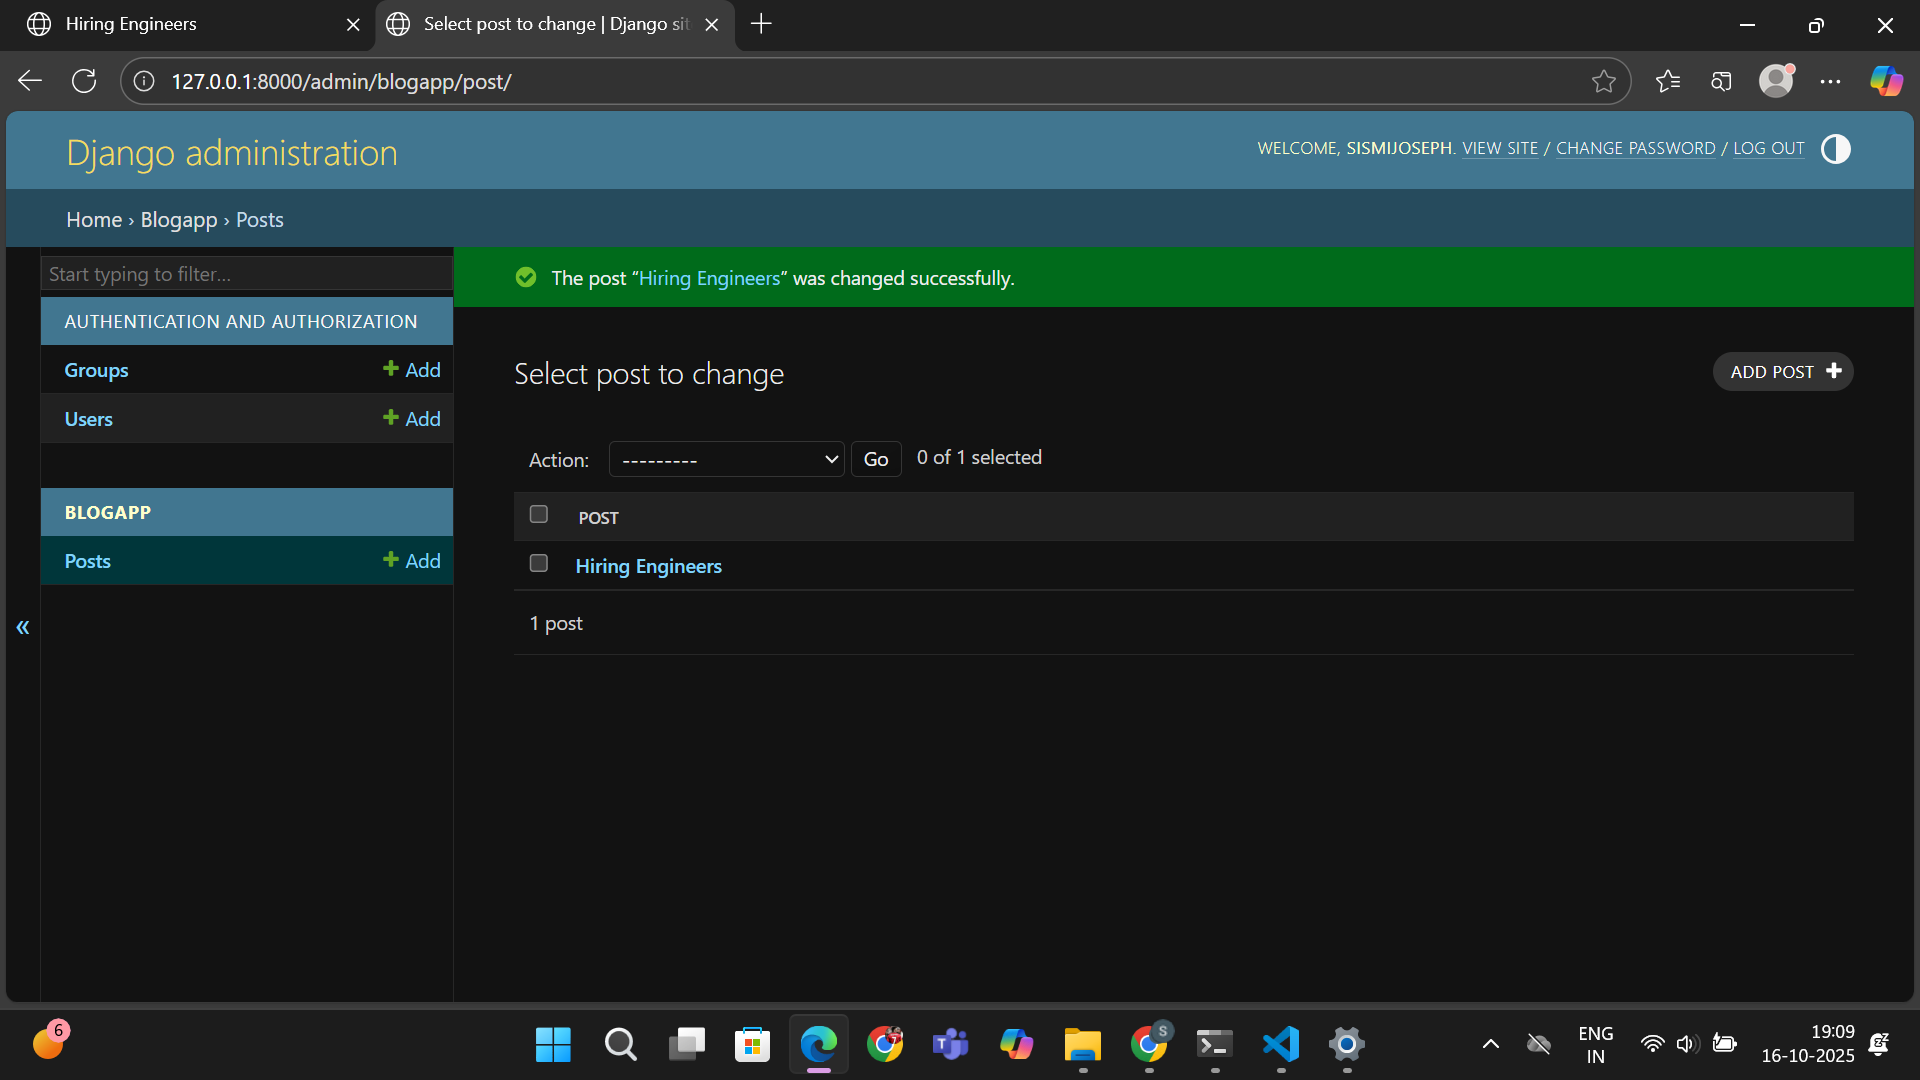 Hiring Engineers
Select post to change | Django sit
127.0.0.1:8000/admin/blogapp/post/
Django administration
WELCOME, SISMIJOSEPH. VIEW SITE / CHANGE PASSWORD / LOG OUT
Home › Blogapp › Posts
Start typing to filter...
The post “Hiring Engineers” was changed successfully.
AUTHENTICATION AND AUTHORIZATION
Groups + Add
Users + Add
BLOGAPP
Posts + Add
«
Select post to change
ADD POST +
Action: --------- Go 0 of 1 selected
POST
Hiring Engineers
1 post
6
T
S
ENG
IN
19:09
16-10-2025